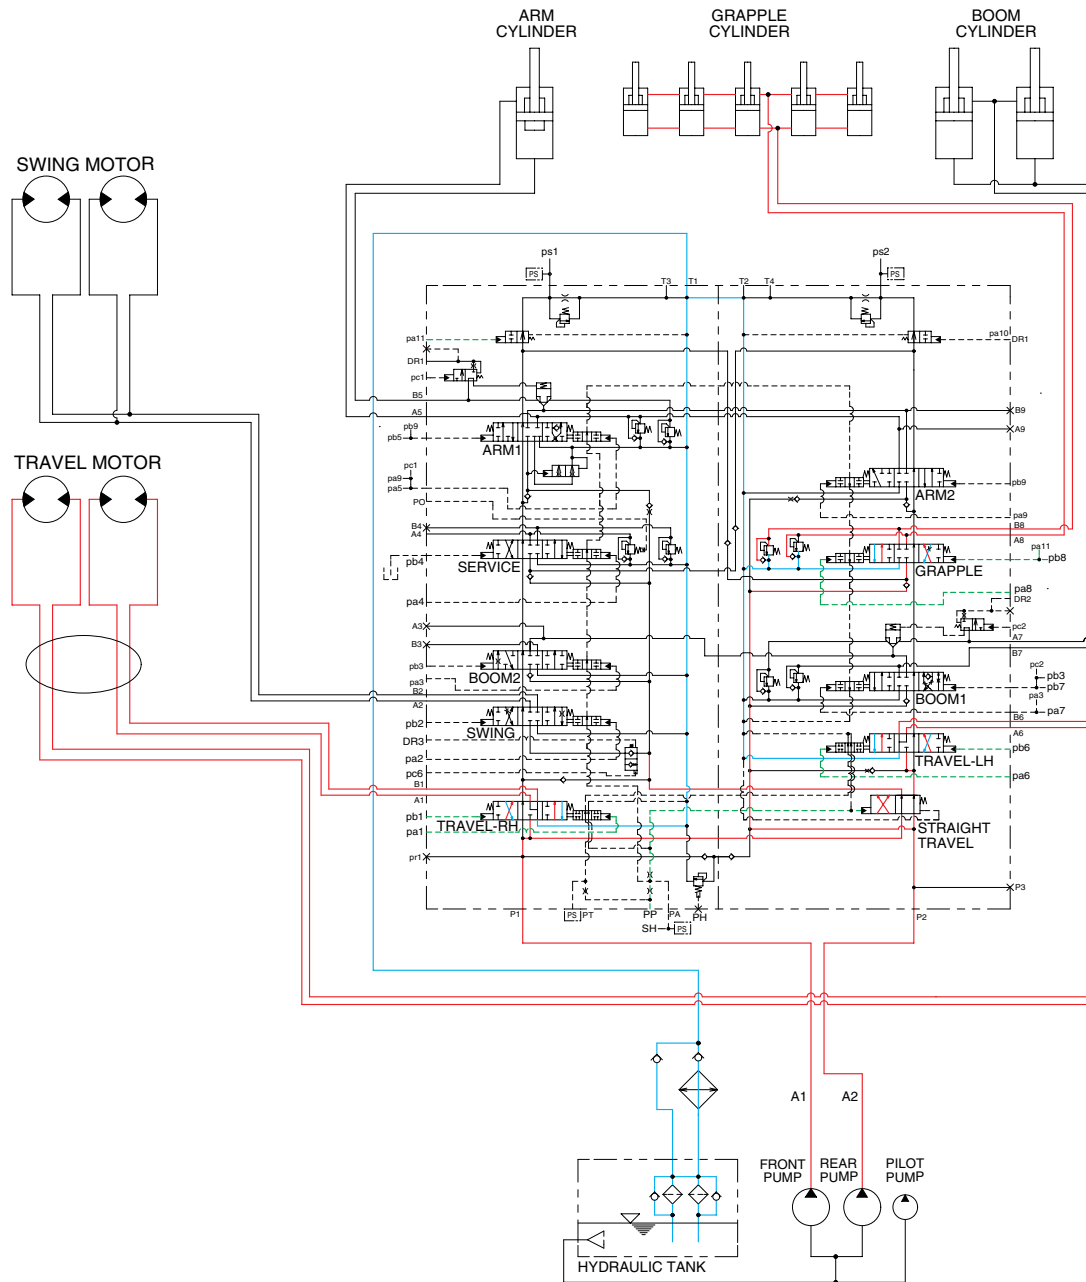 ARM
CYLINDER
GRAPPLE
CYLINDER
BOOM
CYLINDER
SWING MOTOR
TRAVEL MOTOR
ps1
PS
T3
T1
T2
T4
ps2
PS
pa11
DR1
pc1
B5
A5
pb9
pb5
ARM1
pc1
pa9
pa5
PO
B4
A4
pb4
SERVICE
pa4
A3
B3
pb3
BOOM2
pa3
B2
A2
pb2
SWING
DR3
pa2
pc6
B1
A1
pb1
TRAVEL-RH
pa1
pr1
pa10
DR1
B9
A9
ARM2
pb9
pa9
B8
A8
pa11
pb8
GRAPPLE
pa8
DR2
pc2
A7
B7
pc2
pb3
pb7
BOOM1
pa3
pa7
B6
A6
pb6
TRAVEL-LH
pa6
STRAIGHT
TRAVEL
P3
P1
PS
PT
PP
PA
PH
SH
PS
P2
A1
A2
FRONT
PUMP
REAR
PUMP
PILOT
PUMP
HYDRAULIC TANK